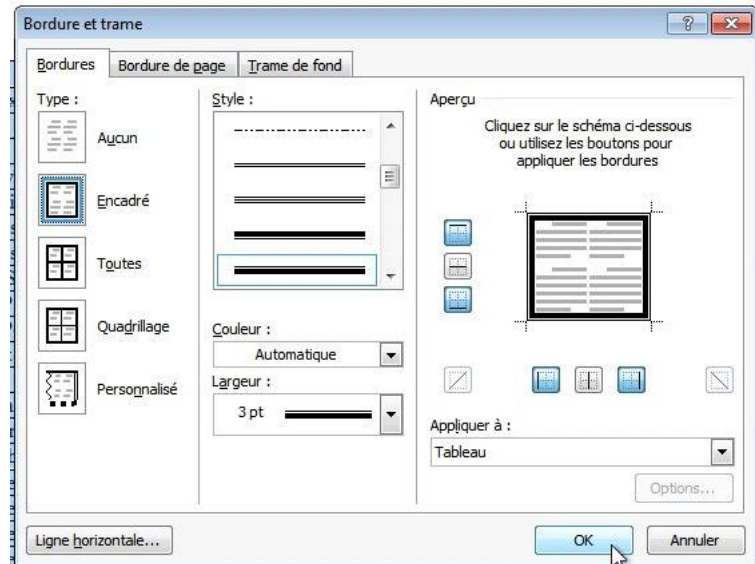 Bordure et trame
Bordures
Bordure de page
Trame de fond
Type :
Aucun
Encadré
Toutes
Quadrillage
Personnalisé
Style :
Couleur :
Automatique
Largeur :
3 pt
Aperçu
Cliquez sur le schéma ci-dessous
ou utilisez les boutons pour
appliquer les bordures
Appliquer à :
Tableau
Options...
Ligne horizontale...
OK
Annuler